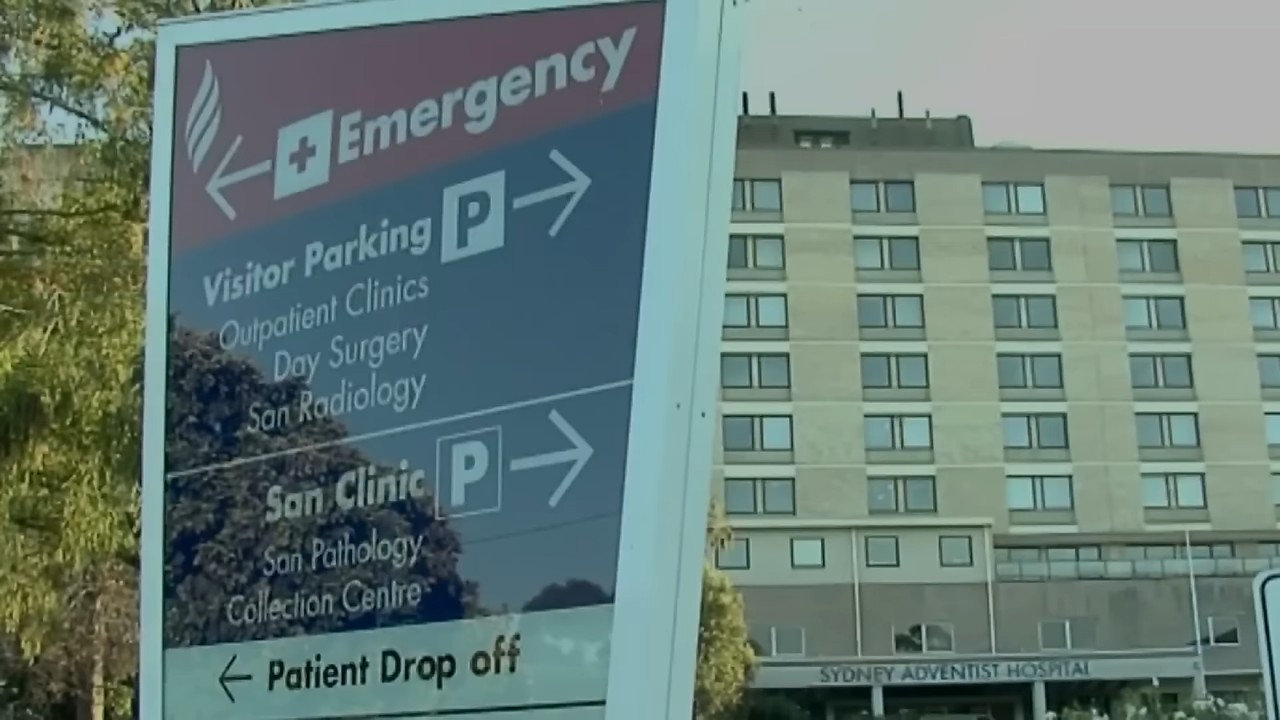 Emergency
Visitor Parking P
Outpatient Clinics
Day Surgery
San Radiology
San Clinic P
San Pathology
Collection Centre
Patient Drop off
SYDNEY ADVENTIST HOSPITAL